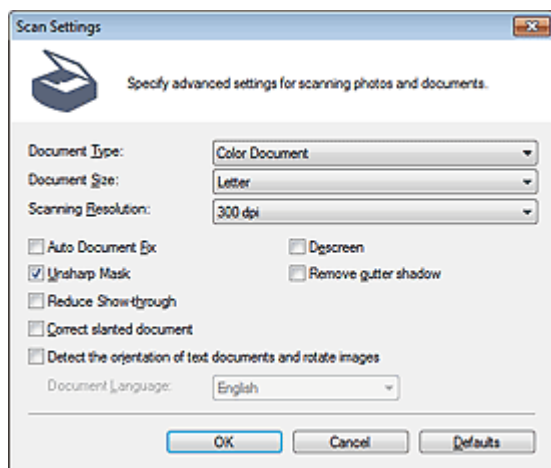 Scan Settings
Specify advanced settings for scanning photos and documents.
Document Type: Color Document
Document Size: Letter
Scanning Resolution: 300 dpi
Auto Document Fix Descreen
Unsharp Mask Remove gutter shadow
Reduce Show-through
Correct slanted document
Detect the orientation of text documents and rotate images
Document Language: English
OK Cancel Defaults